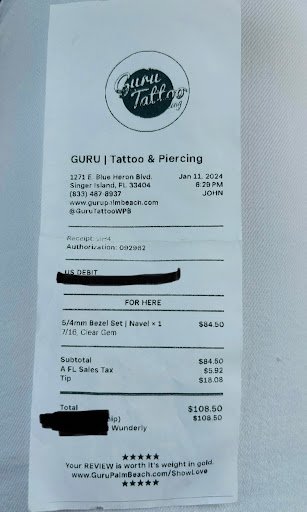 Guru
Tattoo
GURU | Tattoo & Piercing
1271 E. Blue Heron Blvd. Jan 11, 2024
Singer Island, FL 33404 6:29 PM
(833) 487-8937 JOHN
www.gurupalmbeach.com
@GuruTattooWPB
Receipt:
Authorization: 092982
US DEBIT
FOR HERE
5/4mm Bezel Set | Navel × 1 $84.50
7/16, Clear Gem
Subtotal $84.50
A FL Sales Tax $5.92
Tip $18.08
Total $108.50
$108.50
Wunderly
★★★★★
Your REVIEW is worth it's weight in gold.
www.GuruPalmBeach.com/ShowLove
★★★★★